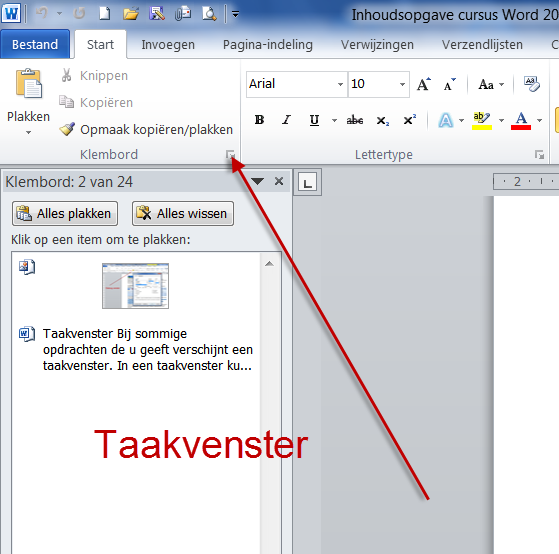 Inhoudsopgave cursus Word 20
Bestand Start Invoegen Pagina-indeling Verwijzingen Verzendlijsten
Knippen
Kopiëren
Opmaak kopiëren/plakken
Plakken
Klembord
Arial 10
Aa
B I U abc x₂ x² A ab A
Lettertype
Klembord: 2 van 24
L
2
Alles plakken Alles wissen
Klik op een item om te plakken:
Taakvenster Bij sommige
opdrachten de u geeft verschijnt een
taakvenster. In een taakvenster ku...
Taakvenster